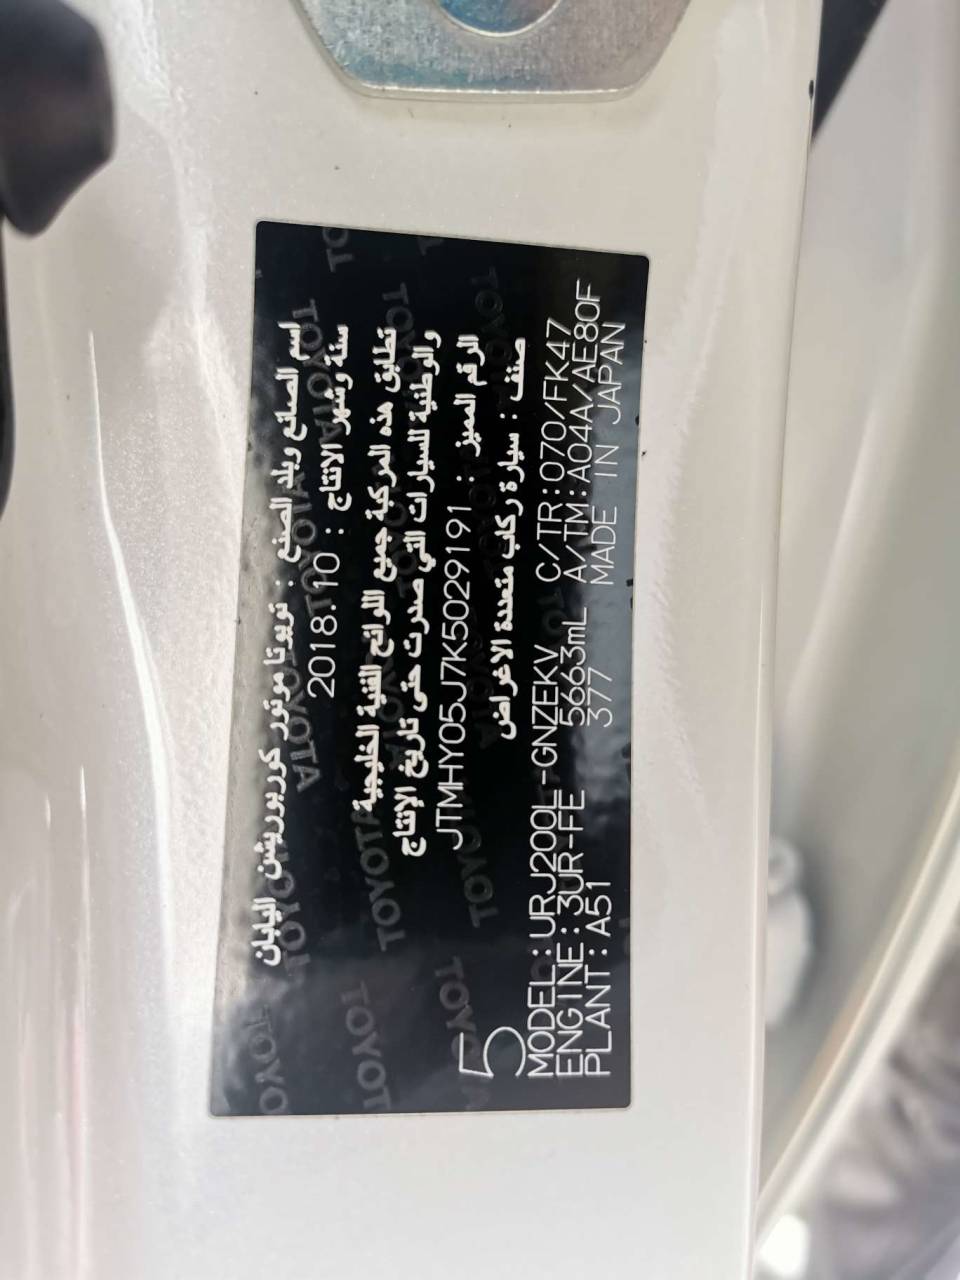 اسم الصانع وبلد الصنع : تويوتا موتور كوربوريشن اليابان
سنة وشهر الانتاج : 2018.10
تطابق هذه المركبة جميع اللوائح الفنية الخليجية
والوطنية للسيارات التي صدرت حتى تاريخ الإنتاج
الرقم المميز : JTMHY05J7K5029191
صنف : سيارة ركاب متعددة الاغراض
5
MODEL:URJ200L-GNZEKV C/TR:070/FK47
ENGINE:3UR-FE 5663mL A/TM:A04A/AE80F
PLANT:A51 377 MADE IN JAPAN